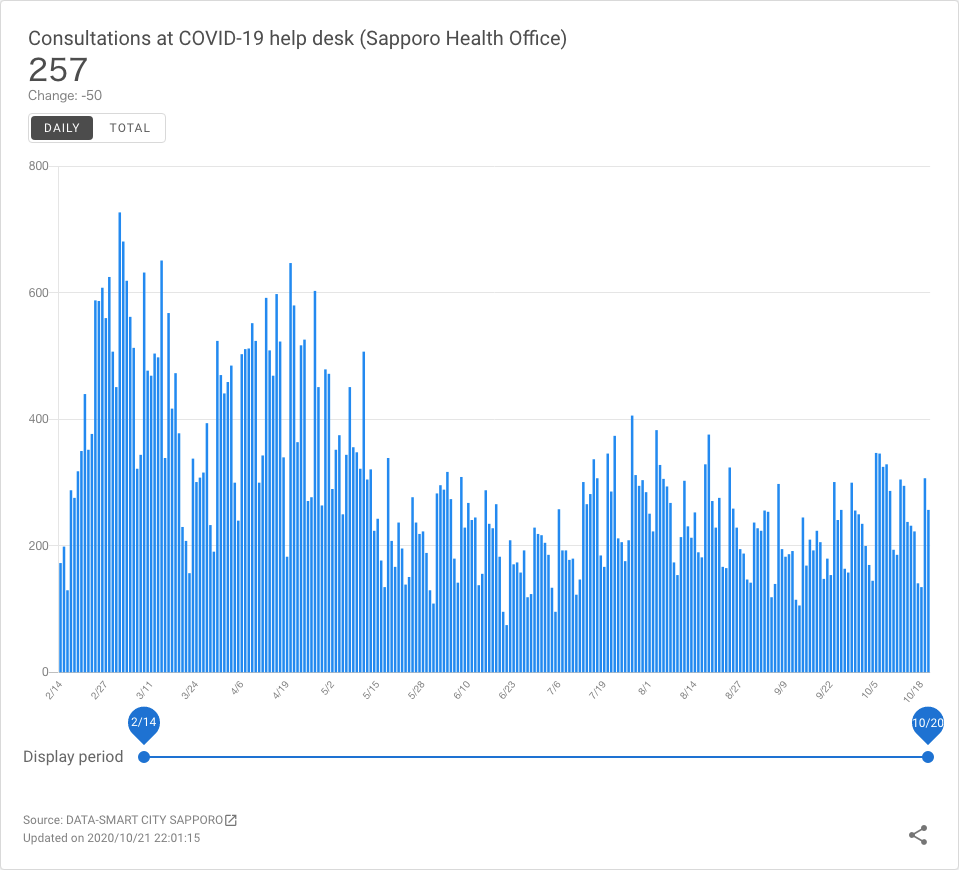 Consultations at COVID-19 help desk (Sapporo Health Office)
257
Change: -50
DAILY TOTAL
800
600
400
200
0
2/14 2/27 3/11 3/24 4/6 4/19 5/2 5/15 5/28 6/10 6/23 7/6 7/19 8/1 8/14 8/27 9/9 9/22 10/5 10/18
2/14 10/20
Display period
Source: DATA-SMART CITY SAPPORO
Updated on 2020/10/21 22:01:15